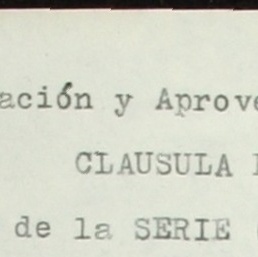 ación y Aprove
CLAUSULA
de la SERIE